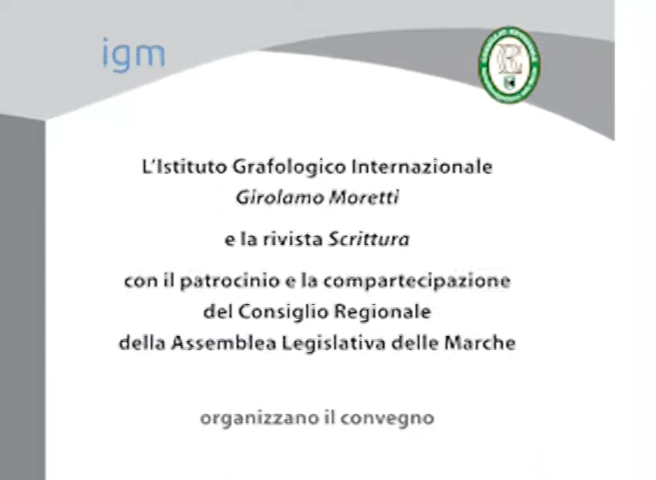 igm
L'Istituto Grafologico Internazionale
Girolamo Moretti
e la rivista Scrittura
con il patrocinio e la compartecipazione
del Consiglio Regionale
della Assemblea Legislativa delle Marche
organizzano il convegno